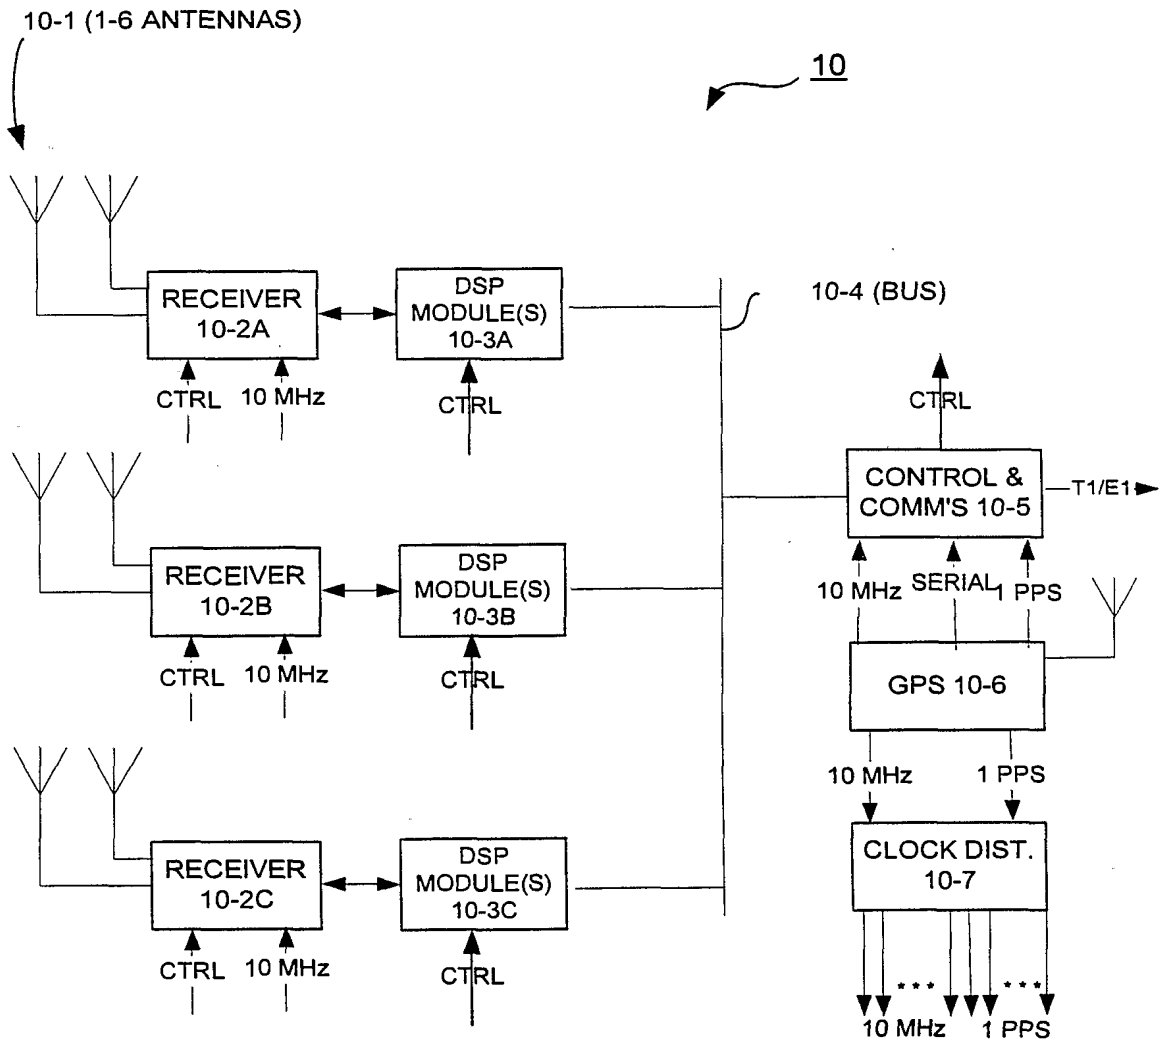 10-1 (1-6 ANTENNAS)
10
RECEIVER
10-2A
DSP
MODULE(S)
10-3A
10-4 (BUS)
CTRL
10 MHz
CTRL
CTRL
CONTROL &
COMM'S 10-5
T1/E1
RECEIVER
10-2B
DSP
MODULE(S)
10-3B
10 MHz
SERIAL
1 PPS
CTRL
10 MHz
CTRL
GPS 10-6
10 MHz
1 PPS
RECEIVER
10-2C
DSP
MODULE(S)
10-3C
CLOCK DIST.
10-7
CTRL
10 MHz
CTRL
* * *
* * *
10 MHz
1 PPS